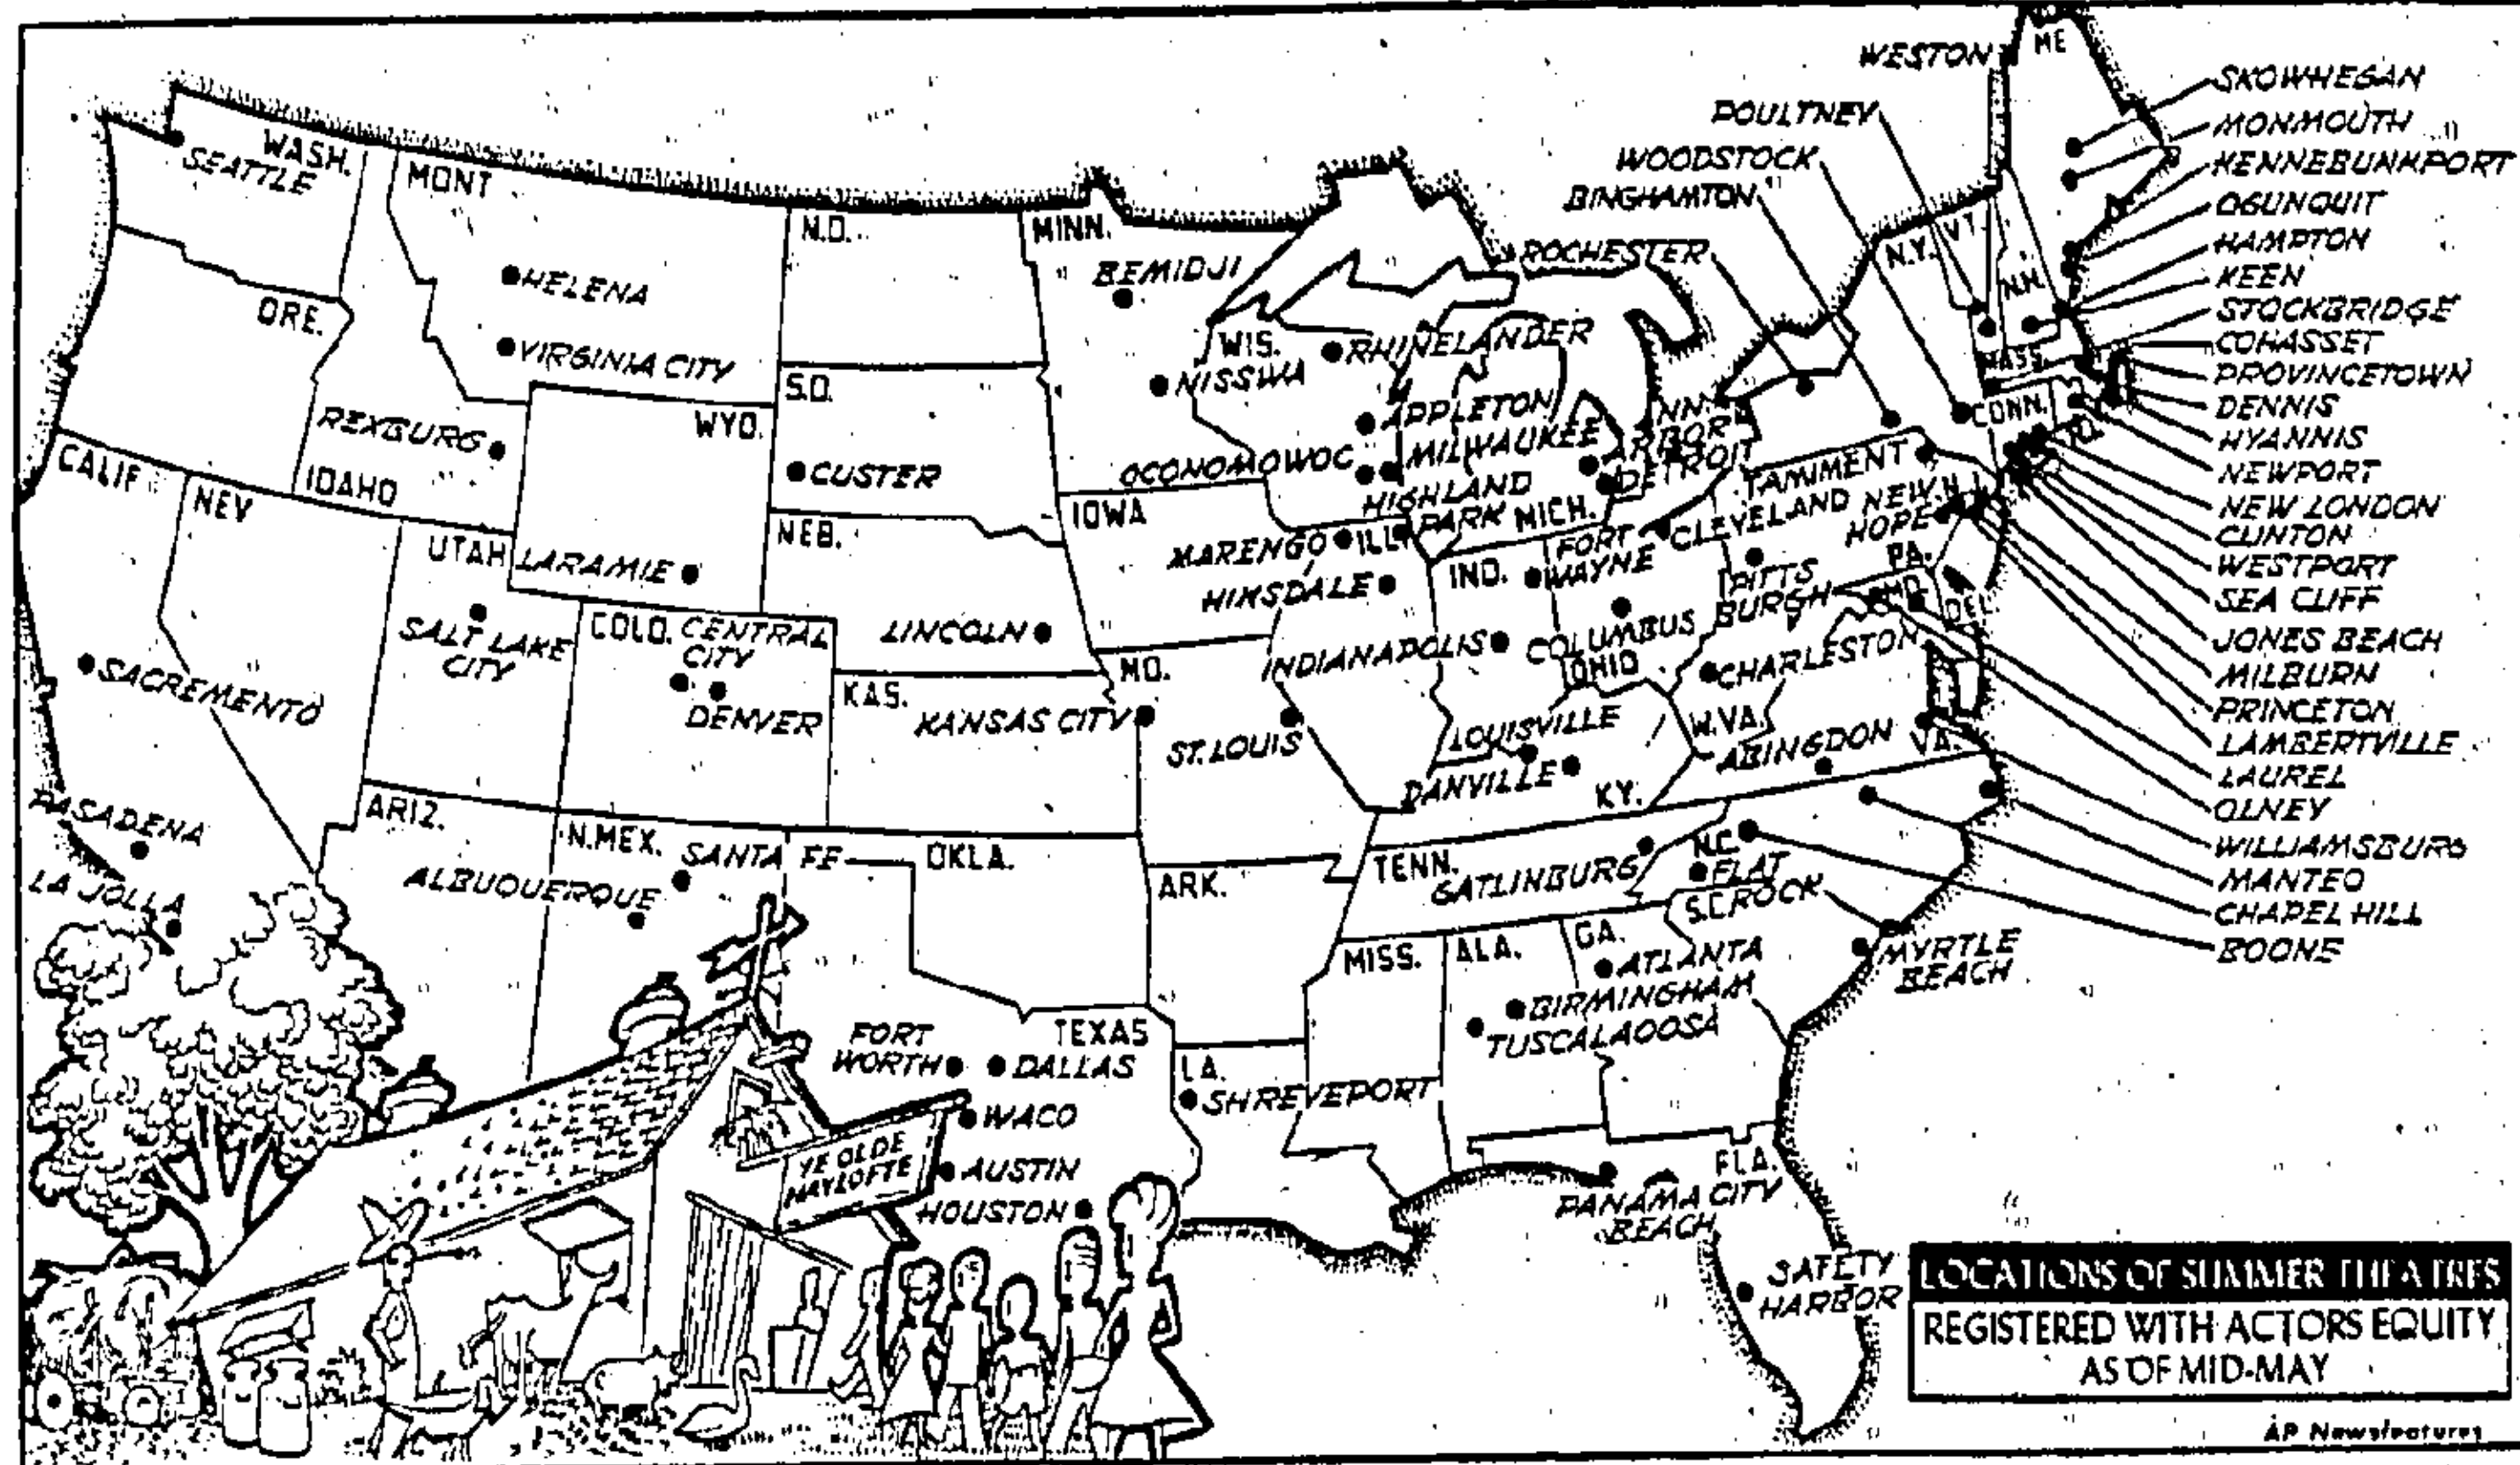 WESTON
ME
SKOWHEGAN
MONMOUTH
KENNEBUNKPORT
OGUNQUIT
HAMPTON
KEEN
STOCKBRIDGE
COHASSET
PROVINCETOWN
DENNIS
HYANNIS
NEWPORT
NEW LONDON
CLINTON
WESTPORT
SEA CLIFF
JONES BEACH
MILBURN
PRINCETON
LAMBERTVILLE
LAUREL
OLNEY
WILLIAMSBURG
MANTEO
CHAPEL HILL
BOONE
POULTNEY
WOODSTOCK
BINGHAMTON
ROCHESTER
N.Y.
VT.
N.H.
MASS.
CONN.
WASH.
SEATTLE
MONT
HELENA
VIRGINIA CITY
N.D.
MINN.
BEMIDJI
ORE.
WIS.
RHINELANDER
NISSWA
S.D.
CUSTER
WYO.
REXBURG
IDAHO
APPLETON
MILWAUKEE
OCONOMOWOC
HIGHLAND
PARK
MICH.
ARBOR
DETROIT
CALIF
NEV
UTAH
LARAMIE
NEB.
IOWA
MARENGO
ILL
HINSDALE
IND.
FORT
WAYNE
CLEVELAND
TAMIMENT
NEW
HOPE
PA.
PITTS
BURGH
MD.
DEL.
SALT LAKE
CITY
COLO.
CENTRAL
CITY
DENVER
LINCOLN
INDIANAPOLIS
COLUMBUS
OHIO
CHARLESTON
SACREMENTO
KAS.
KANSAS CITY
MO.
ST. LOUIS
LOUISVILLE
DANVILLE
KY.
W.VA.
ABINGDON
VA.
PASADENA
LA JOLLA
ARIZ.
N.MEX.
SANTA FE
ALBUQUERQUE
OKLA.
ARK.
TENN.
GATLINBURG
N.C.
FLAT
ROCK
S.C.
MISS.
ALA.
GA.
ATLANTA
BIRMINGHAM
TUSCALAOOSA
MYRTLE
BEACH
FORT
WORTH
TEXAS
DALLAS
WACO
AUSTIN
HOUSTON
LA.
SHREVEPORT
FLA.
PANAMA CITY
BEACH
SAFETY
HARBOR
YE OLDE
HAYLOFTE
LOCATIONS OF SUMMER THEATRES
REGISTERED WITH ACTORS EQUITY
AS OF MID-MAY
AP Newsfeatures